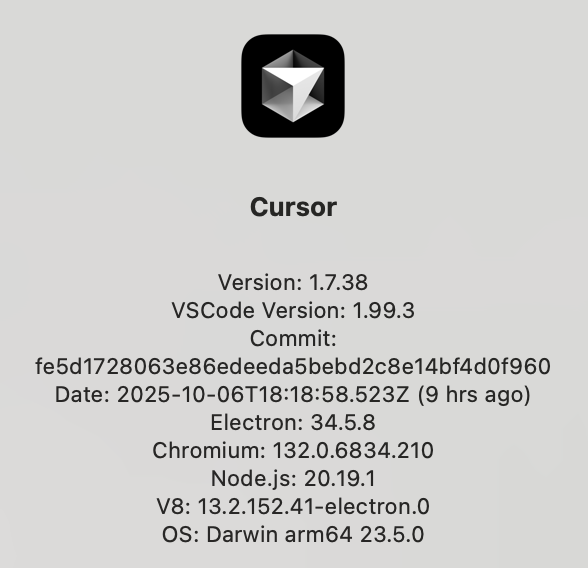 Cursor
Version: 1.7.38
VSCode Version: 1.99.3
Commit:
fe5d1728063e86edeeda5bebd2c8e14bf4d0f960
Date: 2025-10-06T18:18:58.523Z (9 hrs ago)
Electron: 34.5.8
Chromium: 132.0.6834.210
Node.js: 20.19.1
V8: 13.2.152.41-electron.0
OS: Darwin arm64 23.5.0